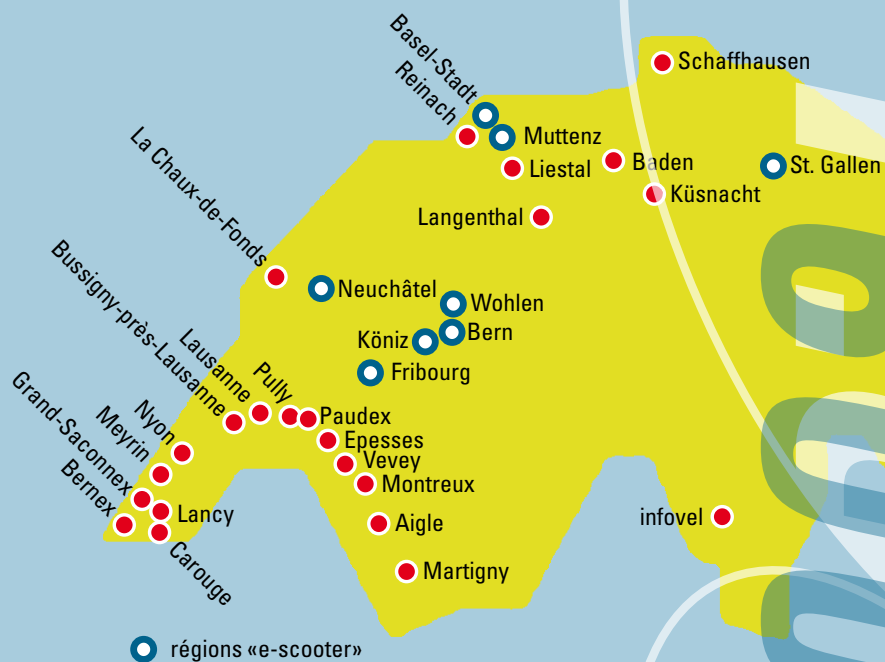 Schaffhausen
Basel-Stadt
Reinach
Muttenz
Liestal
Baden
St. Gallen
Küsnacht
Langenthal
La Chaux-de-Fonds
Neuchâtel
Wohlen
Bern
Köniz
Fribourg
Bussigny-près-Lausanne
Lausanne
Pully
Paudex
Epesses
Vevey
Montreux
Aigle
Martigny
Nyon
Meyrin
Grand-Saconnex
Bernex
Lancy
Carouge
infovel
régions «e-scooter»